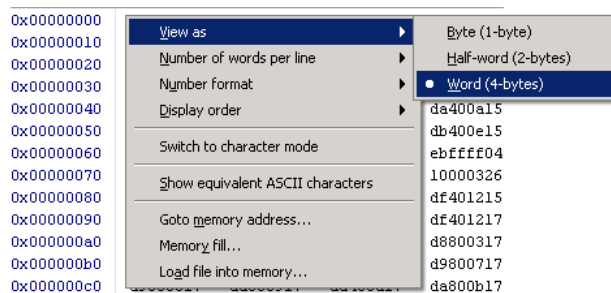 0x00000000
0x00000010
0x00000020
0x00000030
0x00000040 da400a15
0x00000050 db400e15
0x00000060 ebffff04
0x00000070 10000326
0x00000080 df401215
0x00000090 df401217
0x000000a0 d8800317
0x000000b0 d9800717
0x000000c0 da800b17
View as
Number of words per line
Number format
Display order
Switch to character mode
Show equivalent ASCII characters
Goto memory address...
Memory fill...
Load file into memory...
Byte (1-byte)
Half-word (2-bytes)
Word (4-bytes)